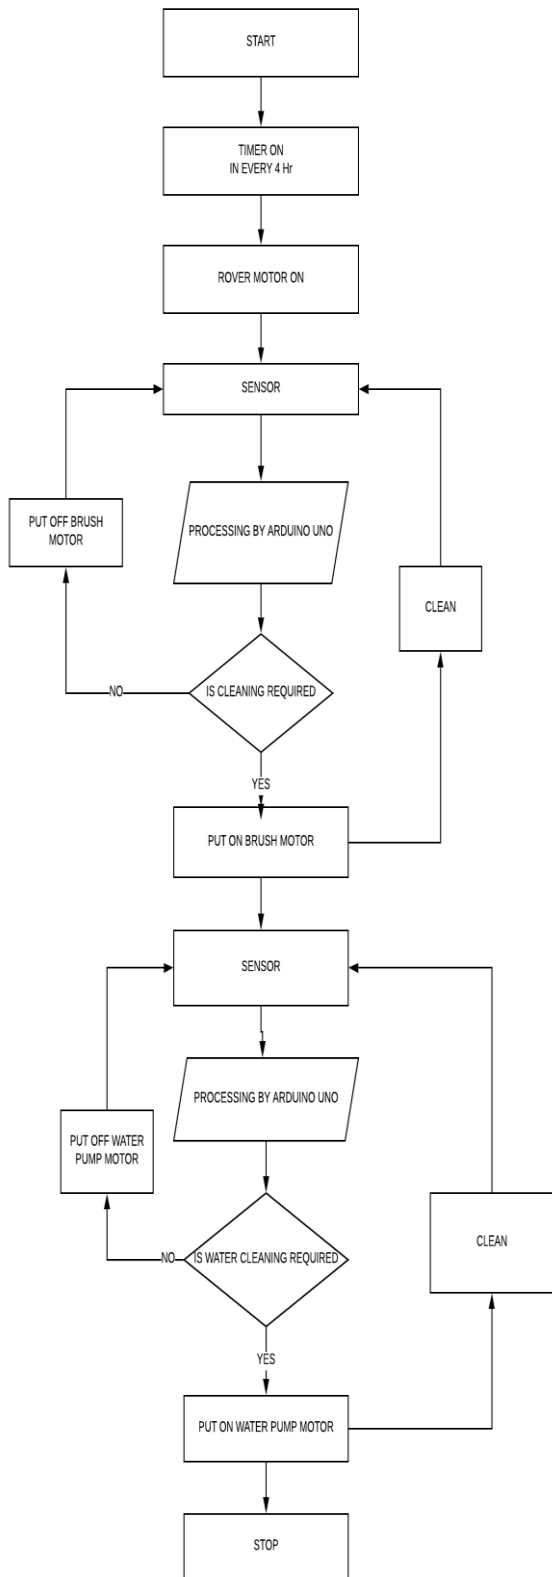 START
TIMER ON
IN EVERY 4 Hr
ROVER MOTOR ON
SENSOR
PROCESSING BY ARDUINO UNO
PUT OFF BRUSH
MOTOR
CLEAN
IS CLEANING REQUIRED
NO
YES
PUT ON BRUSH MOTOR
SENSOR
PROCESSING BY ARDUINO UNO
PUT OFF WATER
PUMP MOTOR
CLEAN
IS WATER CLEANING REQUIRED
NO
YES
PUT ON WATER PUMP MOTOR
STOP